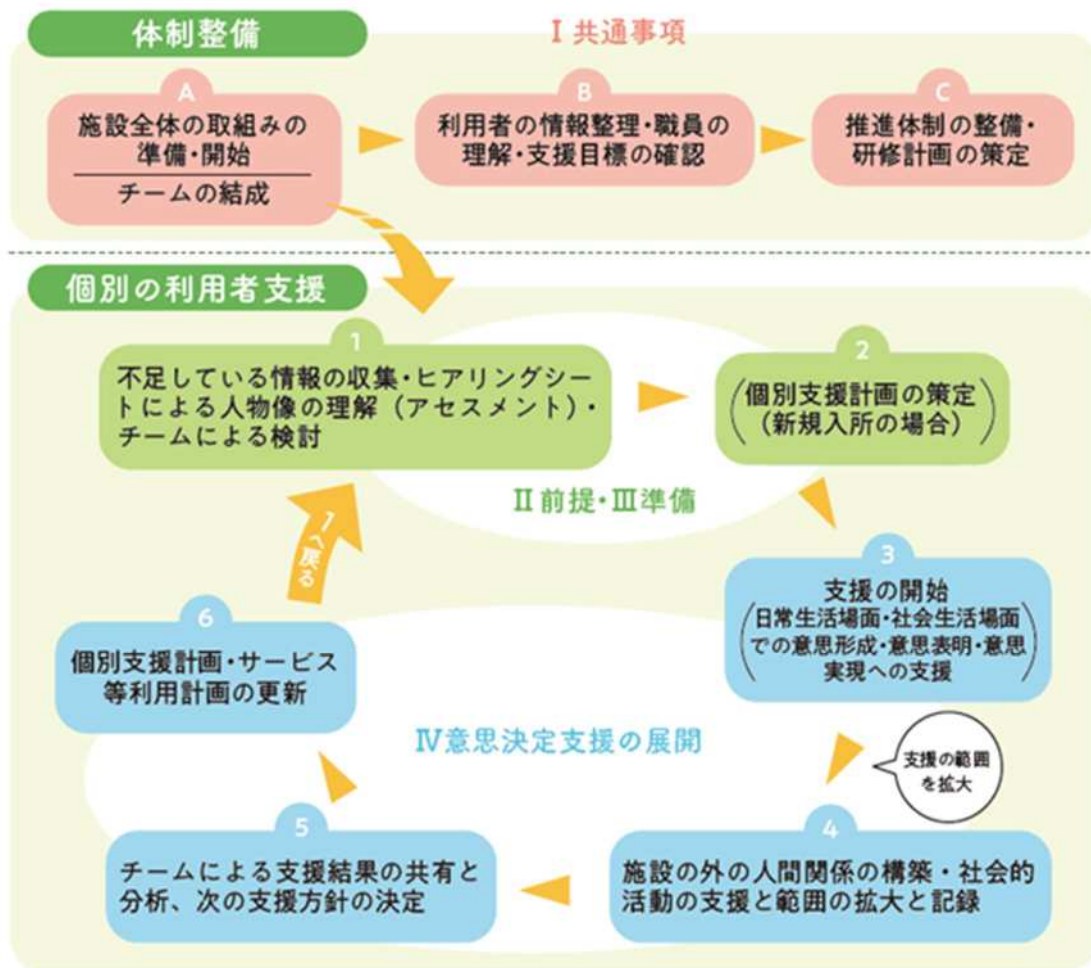 体制整備
Ⅰ 共通事項
A
施設全体の取組みの
準備・開始
チームの結成
B
利用者の情報整理・職員の
理解・支援目標の確認
C
推進体制の整備・
研修計画の策定
個別の利用者支援
1
不足している情報の収集・ヒアリングシー
トによる人物像の理解（アセスメント）・
チームによる検討
2
個別支援計画の策定
（新規入所の場合）
Ⅱ 前提・Ⅲ 準備
3
支援の開始
日常生活場面・社会生活場面
での意思形成・意思表明・意思
実現への支援
支援の範囲
を拡大
4
施設の外の人間関係の構築・社会的
活動の支援と範囲の拡大と記録
5
チームによる支援結果の共有と
分析、次の支援方針の決定
6
個別支援計画・サービス
等利用計画の更新
1へ戻る
Ⅳ意思決定支援の展開